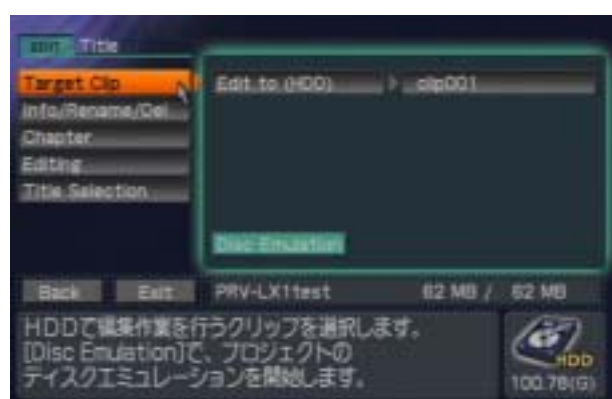 EDIT Title
Target Clip
Edit to (HDD) clip001
Info/Rename/Del
Chapter
Editing
Title Selection
Disc Emulation
Back Exit PRV-LX1test 62 MB / 62 MB
HDDで編集作業を行うクリップを選択します。
[Disc Emulation]で、プロジェクトの
ディスクエミュレーションを開始します。
HDD
100.78(G)